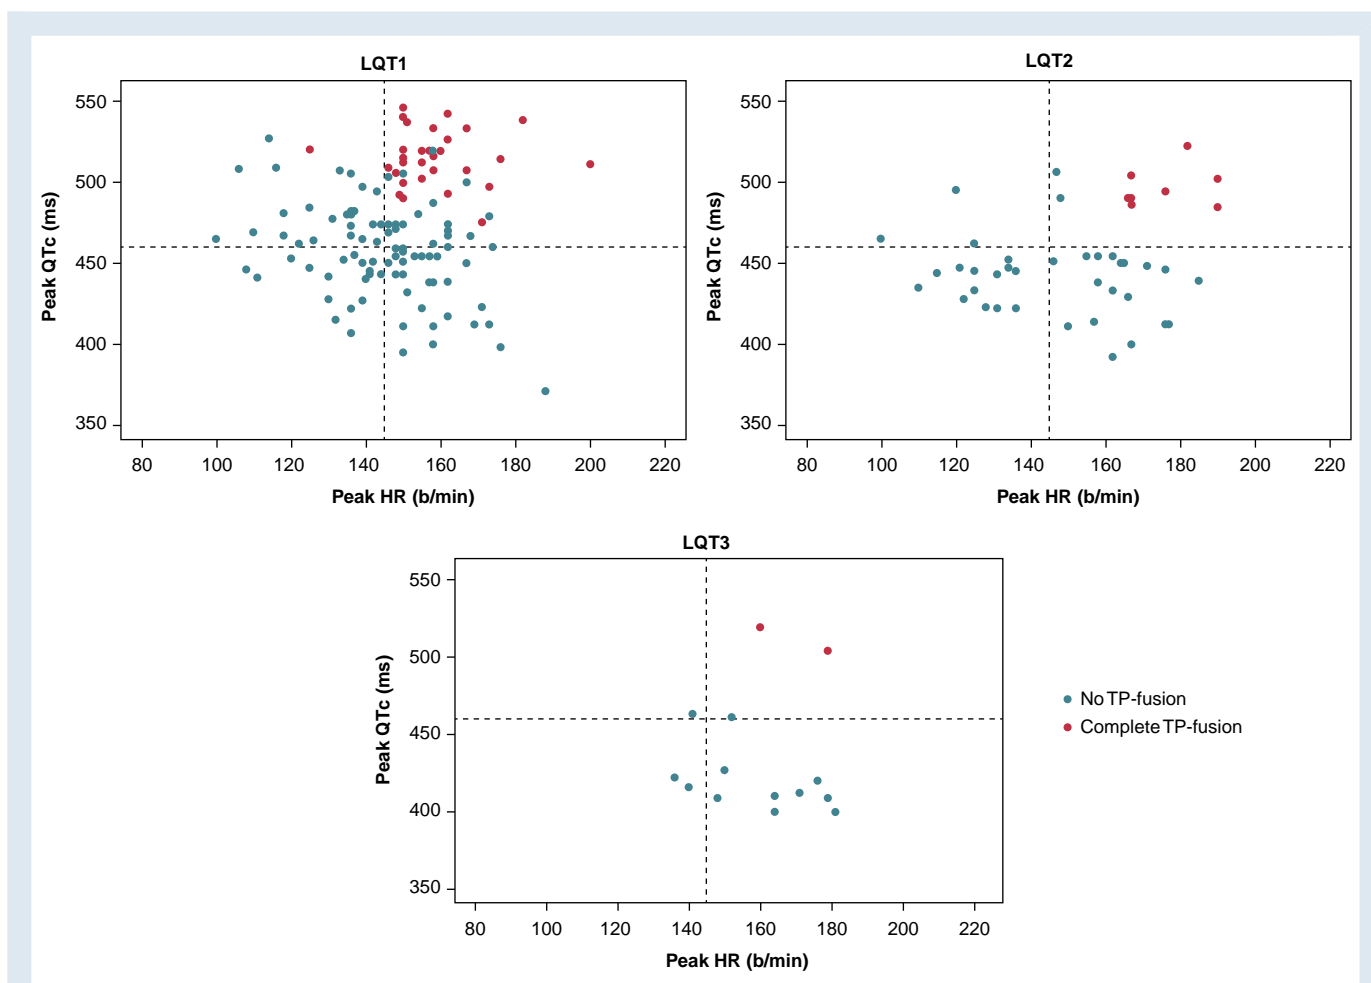 LQT1
550
500
450
400
350
Peak QTc (ms)
80 100 120 140 160 180 200 220
Peak HR (b/min)
LQT2
550
500
450
400
350
Peak QTc (ms)
80 100 120 140 160 180 200 220
Peak HR (b/min)
LQT3
550
500
450
400
350
Peak QTc (ms)
80 100 120 140 160 180 200 220
Peak HR (b/min)
No TP-fusion
Complete TP-fusion